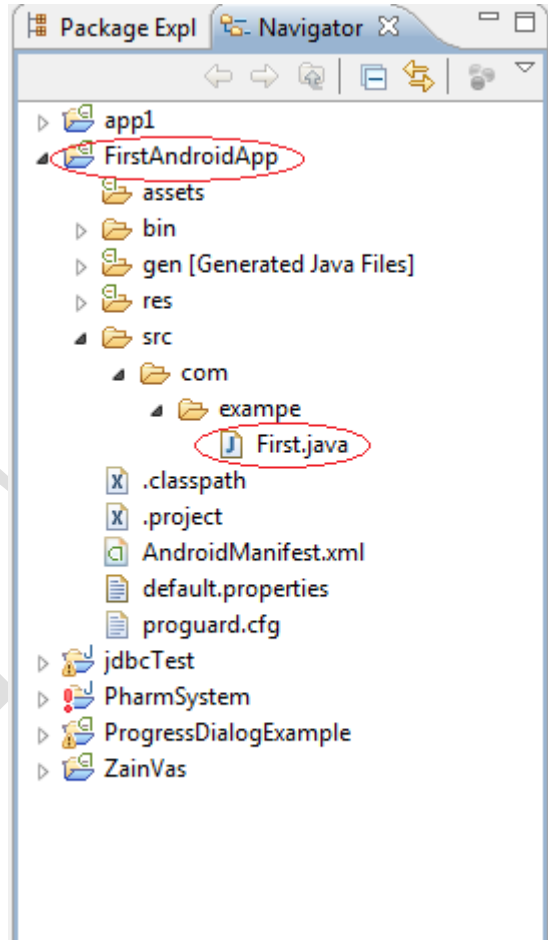 Package Expl Navigator
app1
FirstAndroidApp
assets
bin
gen [Generated Java Files]
res
src
com
exampe
First.java
.classpath
.project
AndroidManifest.xml
default.properties
proguard.cfg
jdbcTest
PharmSystem
ProgressDialogExample
ZainVas